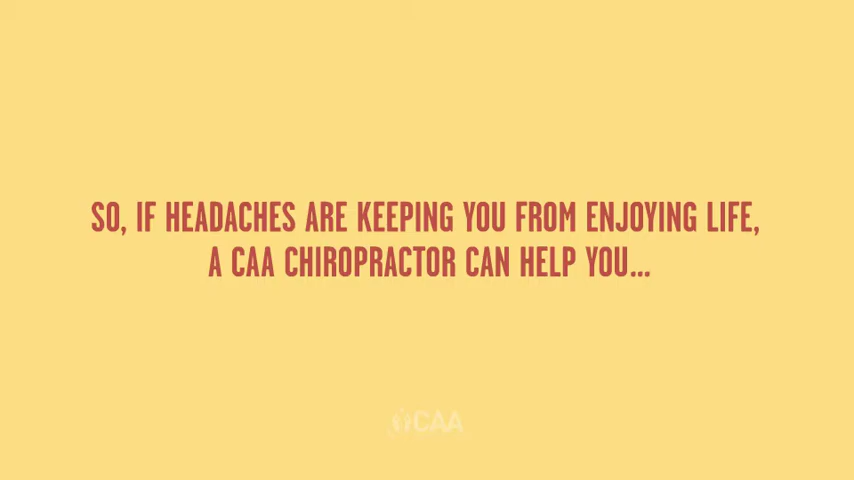 SO, IF HEADACHES ARE KEEPING YOU FROM ENJOYING LIFE,
A CAA CHIROPRACTOR CAN HELP YOU...
CAA